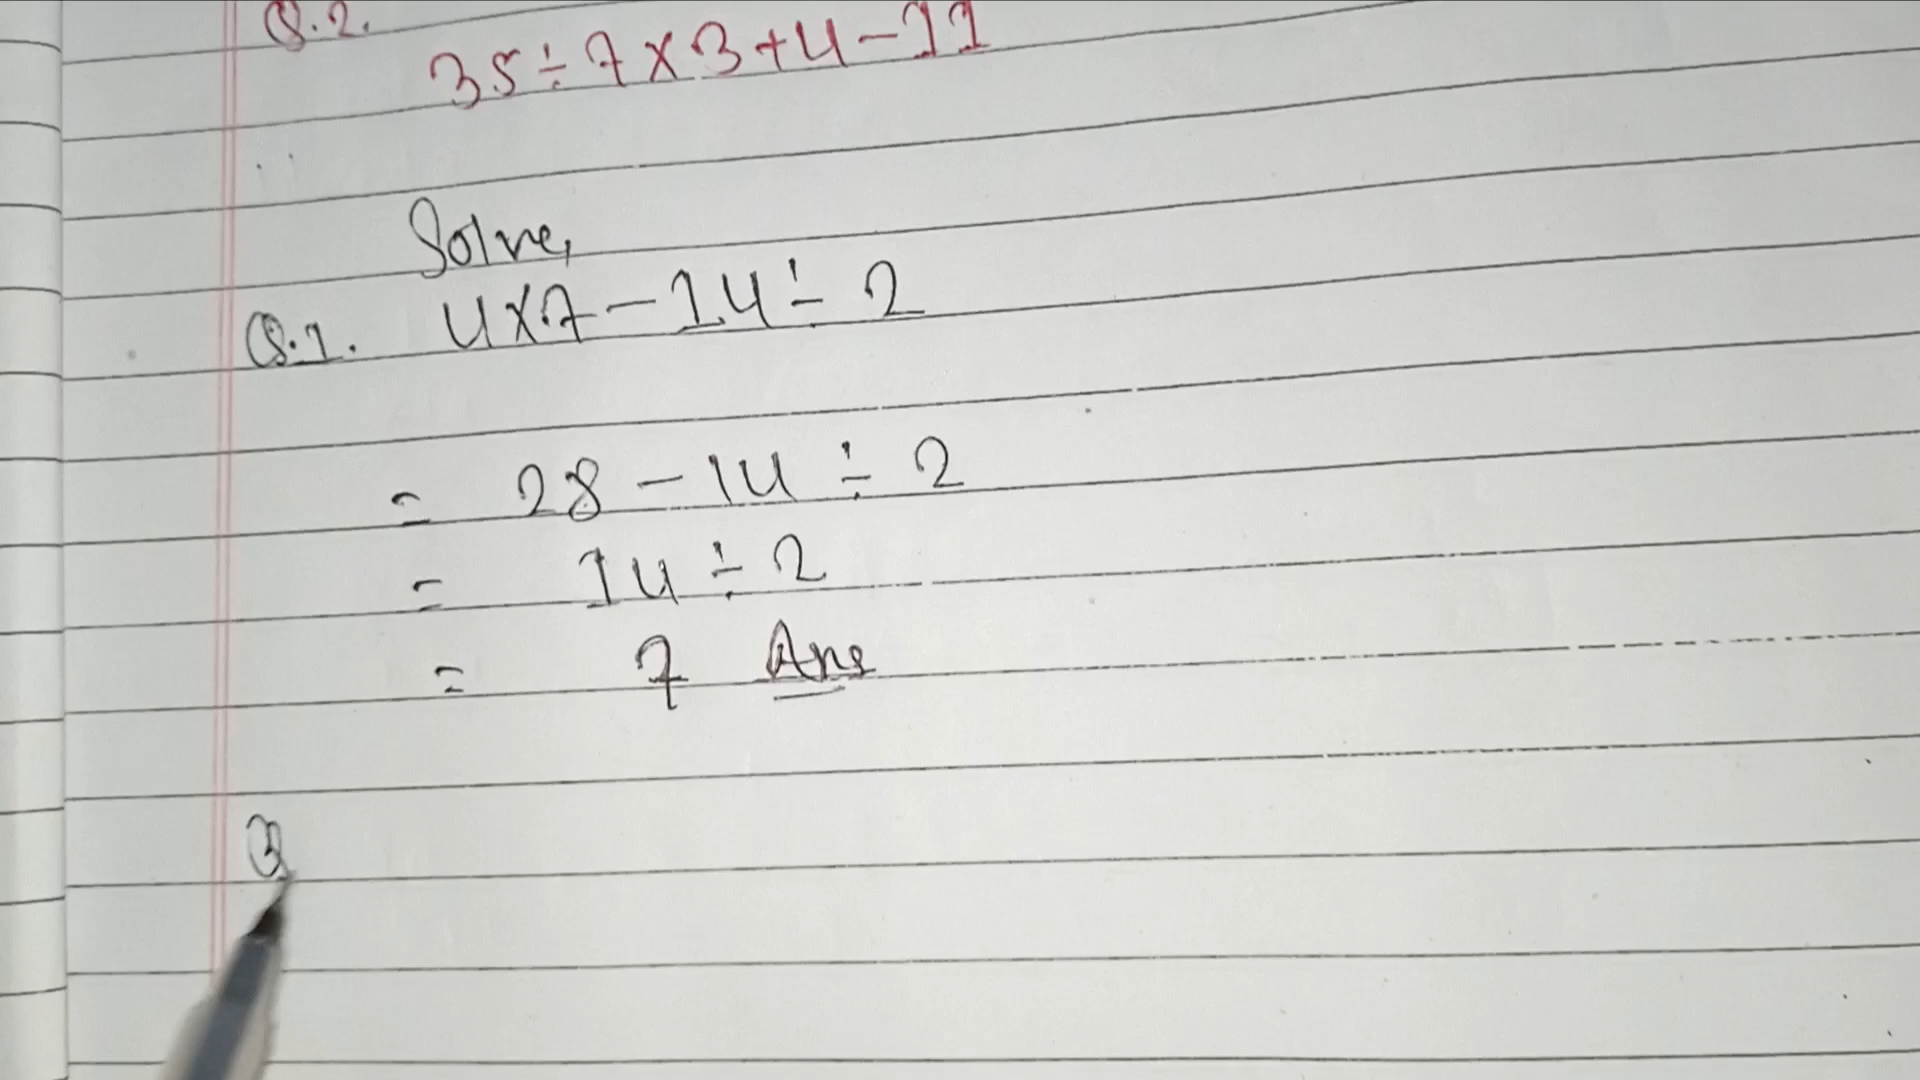 Q.2.
35÷7×3+4-11
Solve,
Q.1. 4×7-14÷2
= 28-14÷2
= 14÷2
= 7 Ans
Q